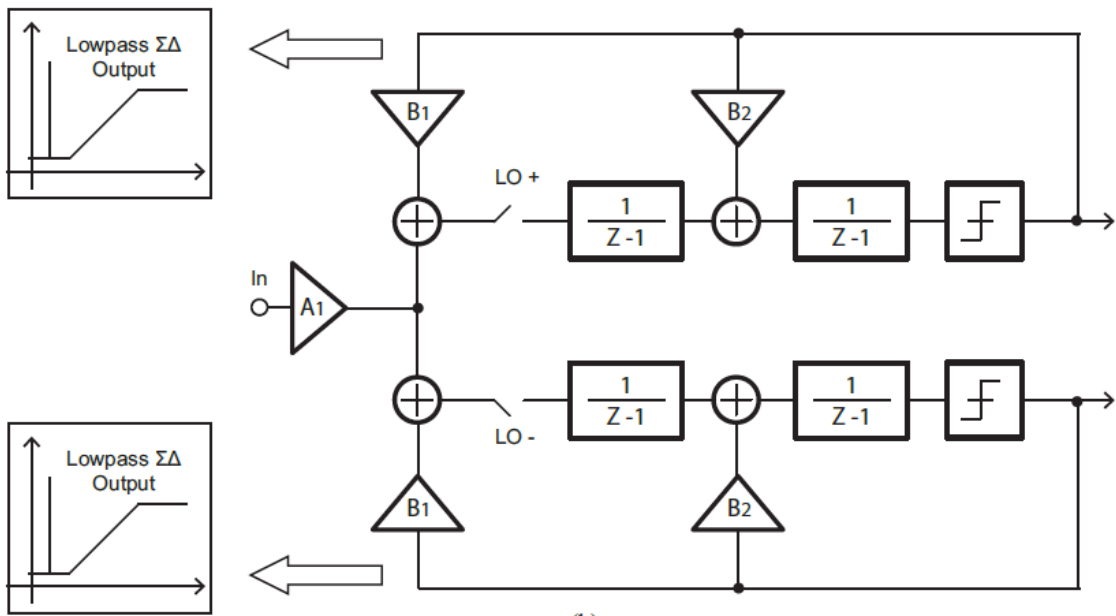 Lowpass ΣΔ
Output
B1
B2
LO +
1
Z -1
1
Z -1
In
A1
1
Z -1
1
Z -1
LO -
Lowpass ΣΔ
Output
B1
B2